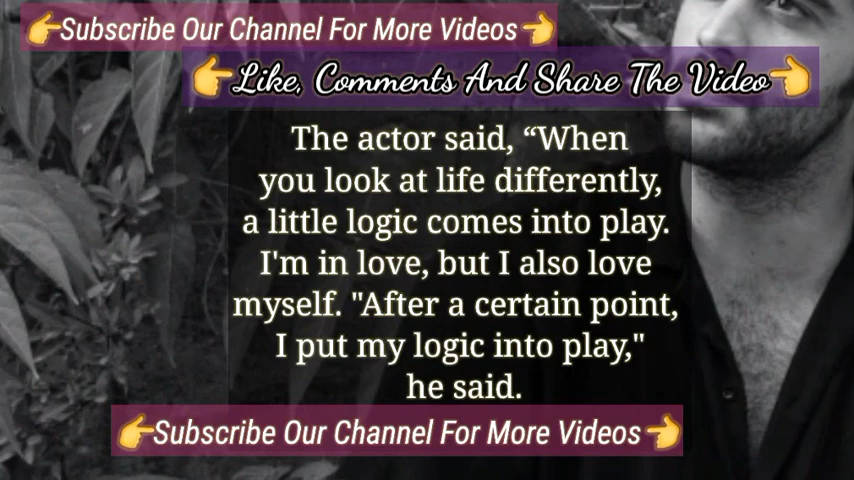 👉Subscribe Our Channel For More Videos👈
👉Like, Comments And Share The Video👈
The actor said, “When
you look at life differently,
a little logic comes into play.
I'm in love, but I also love
myself. "After a certain point,
I put my logic into play,"
he said.
👉Subscribe Our Channel For More Videos👈